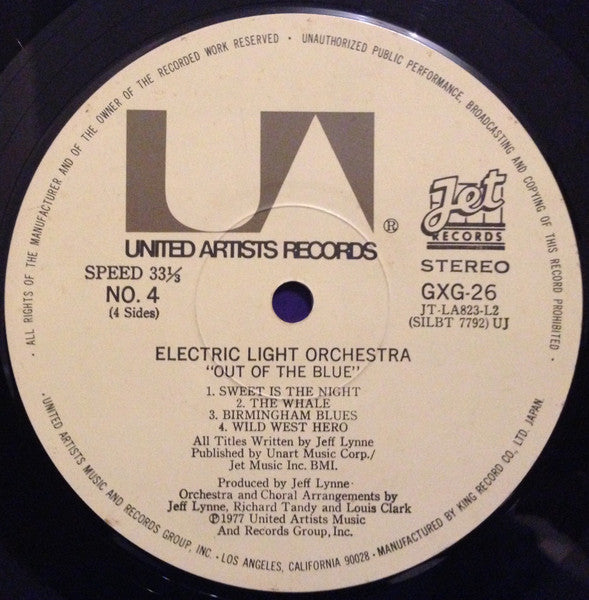 · ALL RIGHTS OF THE MANUFACTURER AND OF THE OWNER OF THE RECORDED WORK RESERVED · UNAUTHORIZED PUBLIC PERFORMANCE, BROADCASTING AND COPYING OF THIS RECORD PROHIBITED ·
UA ®
UNITED ARTISTS RECORDS
Jet
RECORDS
SPEED 33⅓
NO. 4
(4 Sides)
STEREO
GXG-26
JT-LA823-L2
(SILBT 7792) UJ
ELECTRIC LIGHT ORCHESTRA
"OUT OF THE BLUE"
1. SWEET IS THE NIGHT
2. THE WHALE
3. BIRMINGHAM BLUES
4. WILD WEST HERO
All Titles Written by Jeff Lynne
Published by Unart Music Corp./
Jet Music Inc. BMI.
Produced by Jeff Lynne·
Orchestra and Choral Arrangements by
Jeff Lynne, Richard Tandy and Louis Clark
℗1977 United Artists Music
And Records Group, Inc.
·UNITED ARTISTS MUSIC AND RECORDS GROUP, INC. · LOS ANGELES, CALIFORNIA 90028 · MANUFACTURED BY KING RECORD CO. LTD. JAPAN.